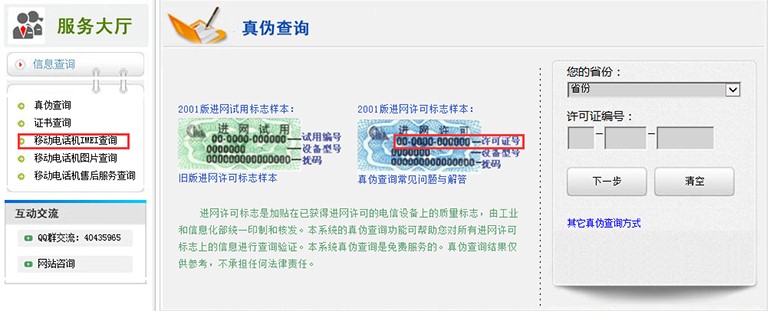 服务大厅
信息查询
真伪查询
证书查询
移动电话机IMEI查询
移动电话机图片查询
移动电话机售后服务查询
互动交流
QQ群交流: 40435965
网站咨询
真伪查询
2001版进网试用标志样本:
进网试用
00-0000-000000
试用编号
0000000
设备型号
000000000000000
扰码
旧版进网许可标志样本
2001版进网许可标志样本:
进网许可
00-0000-000000
许可证号
0000000
设备型号
000000000000000
扰码
真伪查询常见问题与解答
进网许可标志是加贴在已获得进网许可的电信设备上的质量标志，由工业
和信息化部统一印制和核发。本系统的真伪查询功能可帮助您对所有进网许可
标志上的信息进行查询验证。本系统真伪查询是免费服务的。真伪查询结果仅
供参考，不承担任何法律责任。
您的省份：
省份
许可证编号：
下一步
清空
其它真伪查询方式